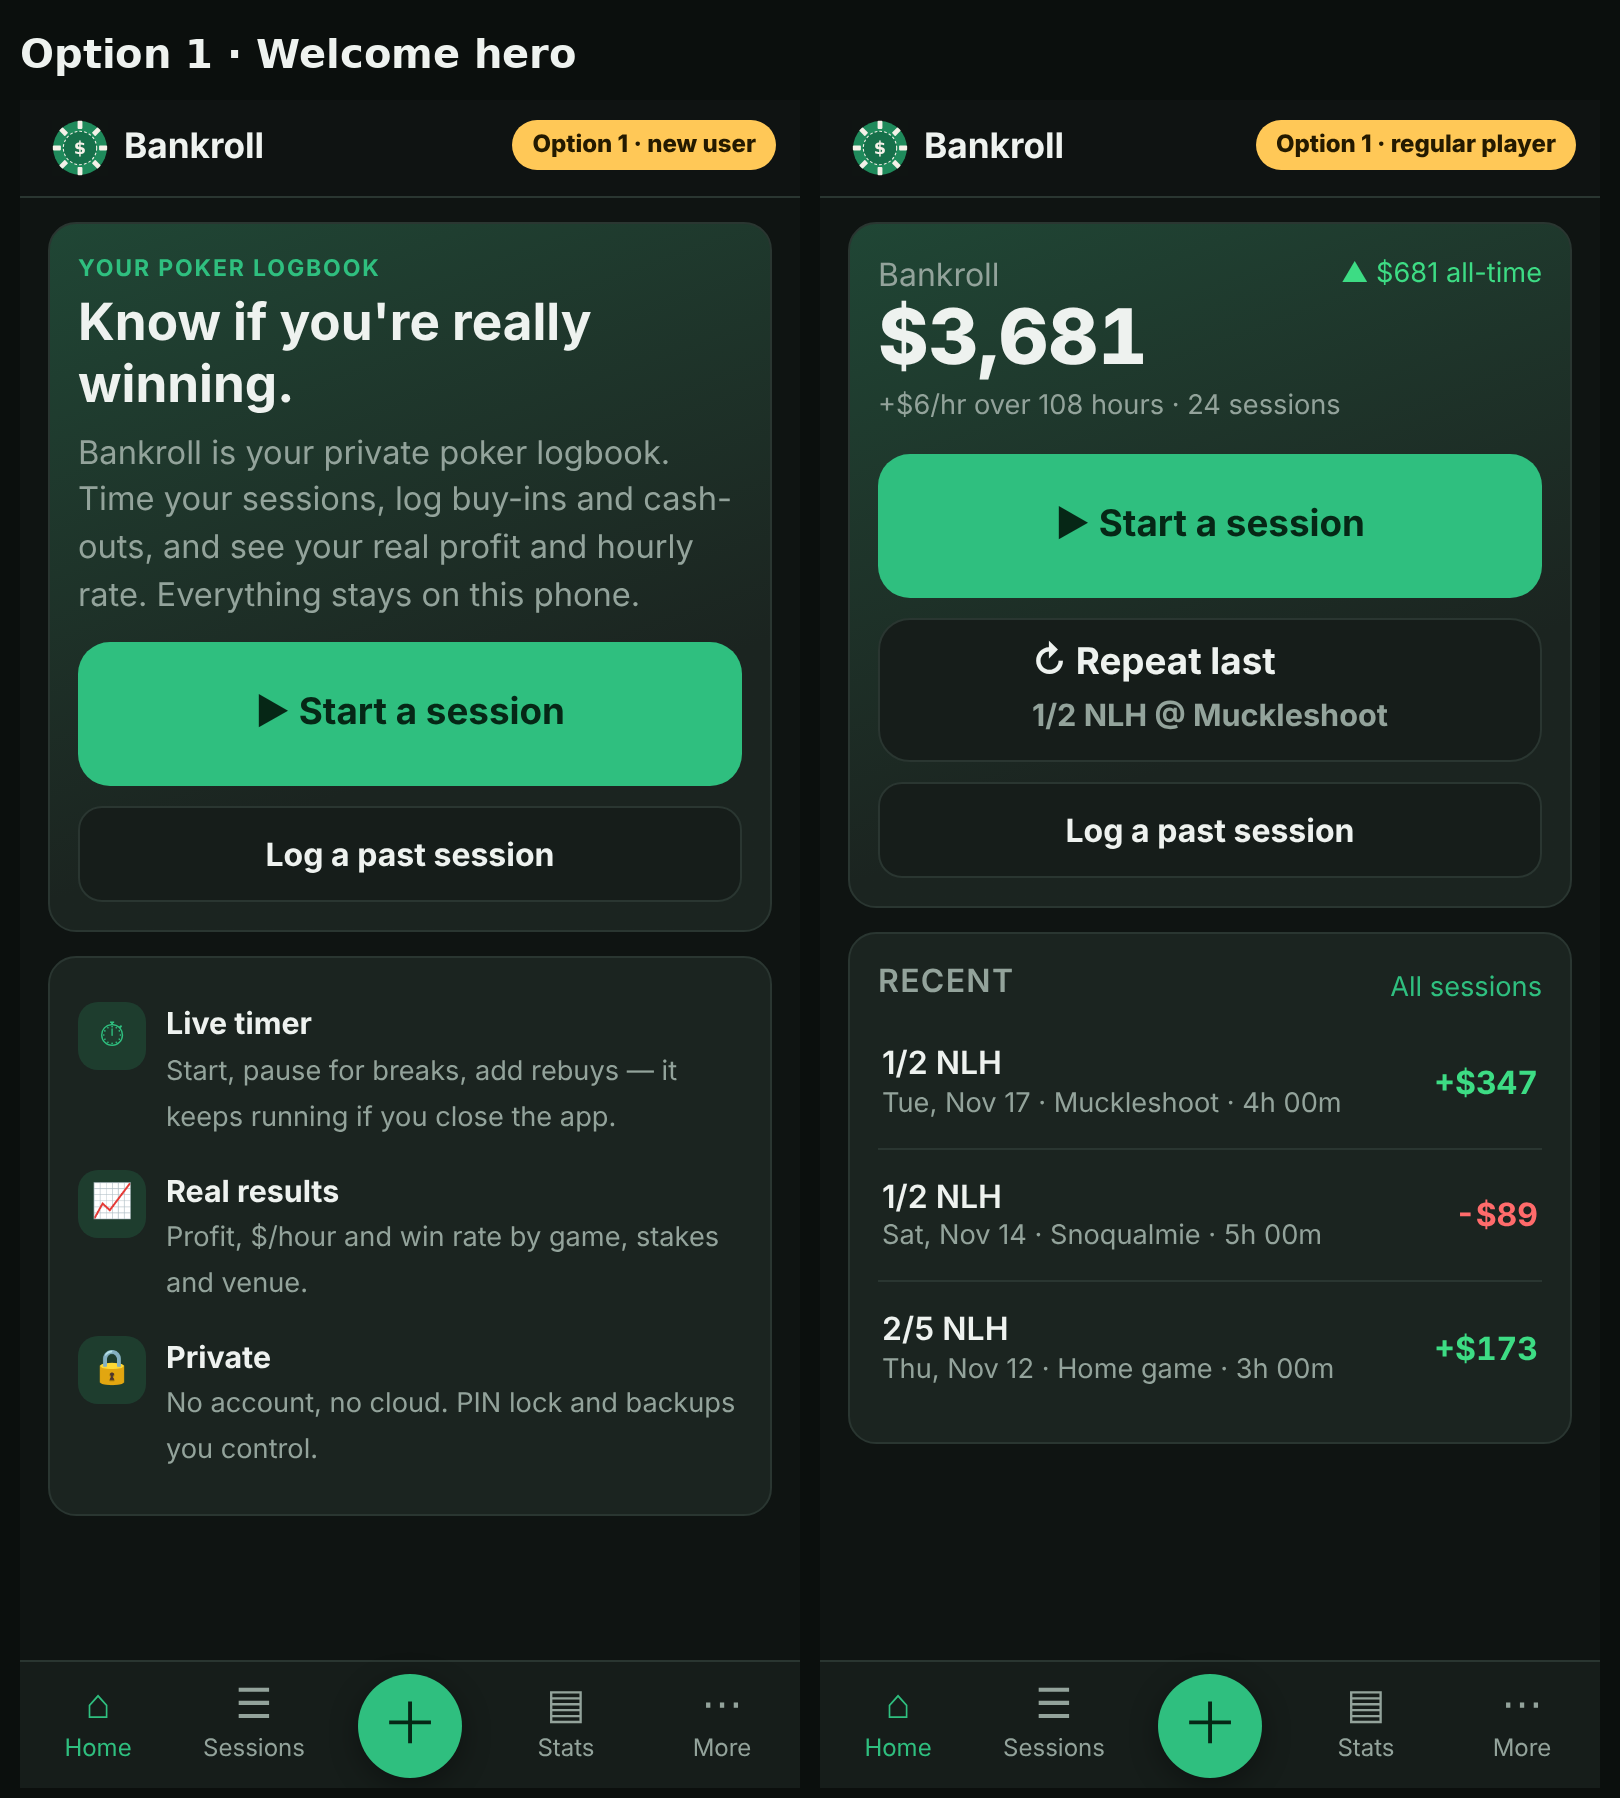 Option 1 · Welcome hero
$ Bankroll
Option 1 · new user
YOUR POKER LOGBOOK
Know if you're really
winning.
Bankroll is your private poker logbook.
Time your sessions, log buy-ins and cash-
outs, and see your real profit and hourly
rate. Everything stays on this phone.
▶ Start a session
Log a past session
Live timer
Start, pause for breaks, add rebuys — it
keeps running if you close the app.
Real results
Profit, $/hour and win rate by game, stakes
and venue.
Private
No account, no cloud. PIN lock and backups
you control.
Home
Sessions
+
Stats
More
$ Bankroll
Option 1 · regular player
Bankroll
▲ $681 all-time
$3,681
+$6/hr over 108 hours · 24 sessions
▶ Start a session
↻ Repeat last
1/2 NLH @ Muckleshoot
Log a past session
RECENT
All sessions
1/2 NLH
Tue, Nov 17 · Muckleshoot · 4h 00m
+$347
1/2 NLH
Sat, Nov 14 · Snoqualmie · 5h 00m
-$89
2/5 NLH
Thu, Nov 12 · Home game · 3h 00m
+$173
Home
Sessions
+
Stats
More